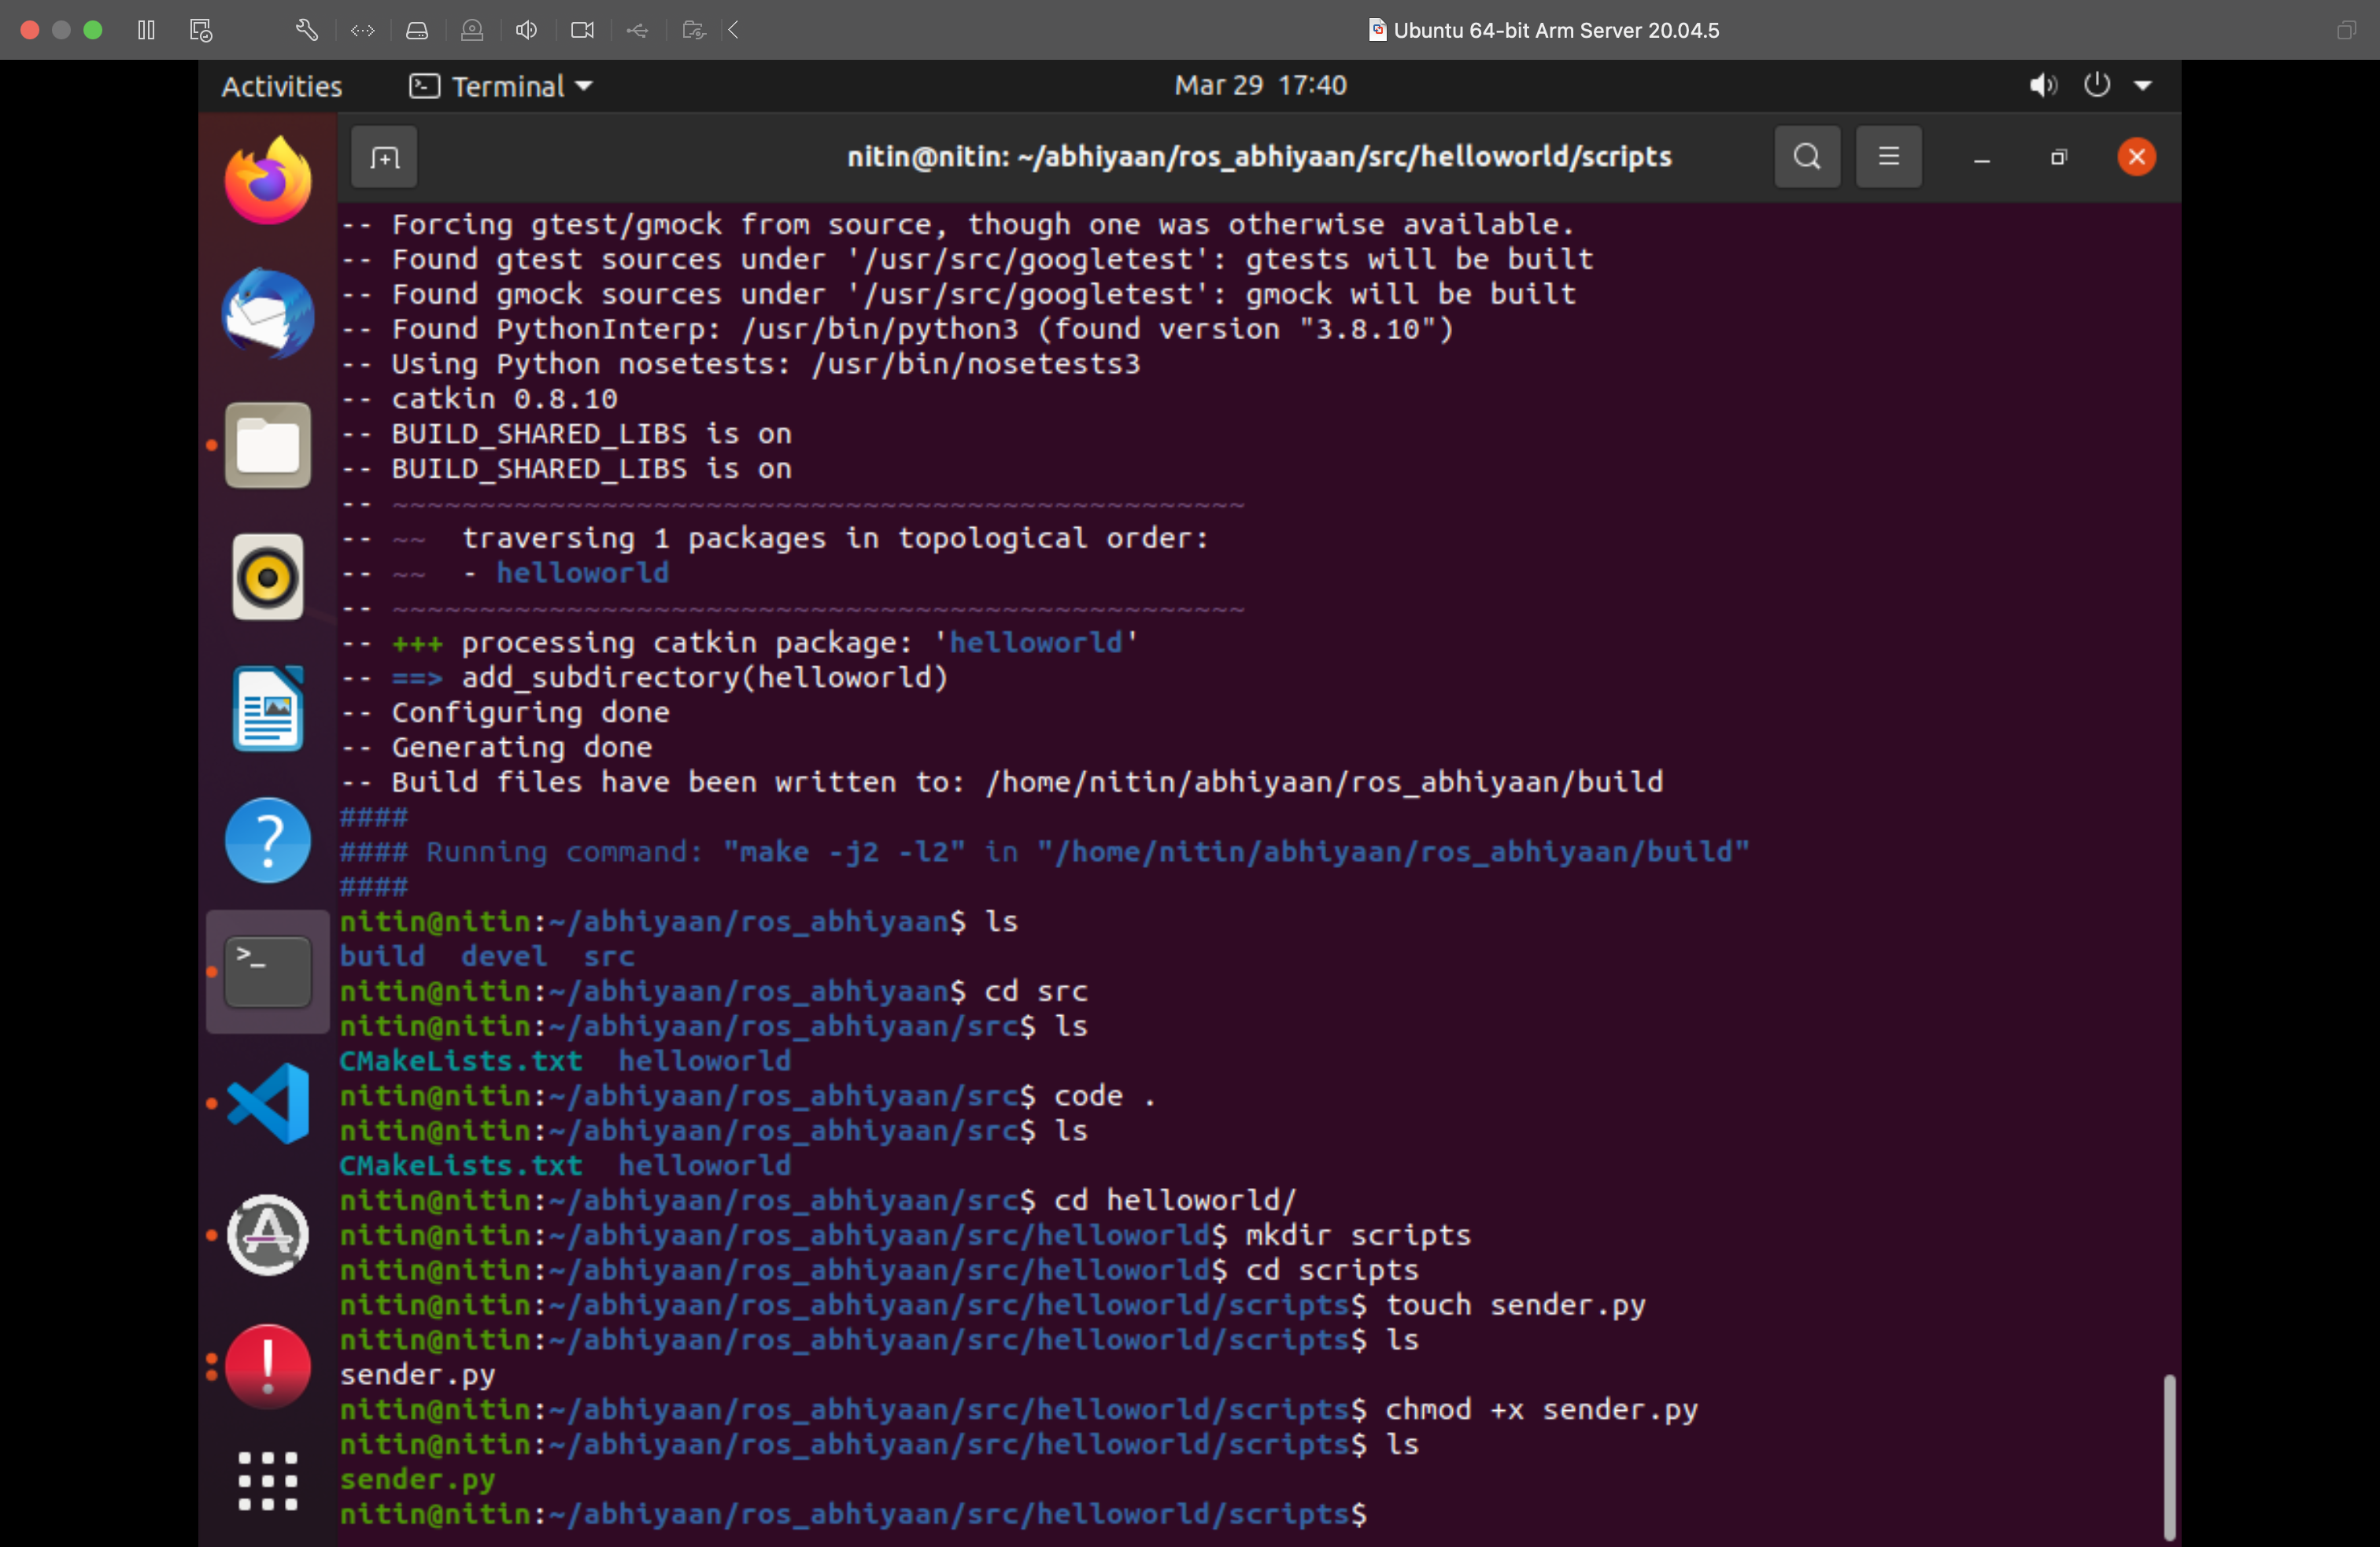 Ubuntu 64-bit Arm Server 20.04.5
Activities Terminal Mar 29 17:40
nitin@nitin: ~/abhiyaan/ros_abhiyaan/src/helloworld/scripts
-- Forcing gtest/gmock from source, though one was otherwise available.
-- Found gtest sources under '/usr/src/googletest': gtests will be built
-- Found gmock sources under '/usr/src/googletest': gmock will be built
-- Found PythonInterp: /usr/bin/python3 (found version "3.8.10")
-- Using Python nosetests: /usr/bin/nosetests3
-- catkin 0.8.10
-- BUILD_SHARED_LIBS is on
-- BUILD_SHARED_LIBS is on
-- ~~~~~~~~~~~~~~~~~~~~~~~~~~~~~~~~~~~~~~~~~~~~~~~~~
-- ~~  traversing 1 packages in topological order:
-- ~~  - helloworld
-- ~~~~~~~~~~~~~~~~~~~~~~~~~~~~~~~~~~~~~~~~~~~~~~~~~
-- +++ processing catkin package: 'helloworld'
-- ==> add_subdirectory(helloworld)
-- Configuring done
-- Generating done
-- Build files have been written to: /home/nitin/abhiyaan/ros_abhiyaan/build
####
#### Running command: "make -j2 -l2" in "/home/nitin/abhiyaan/ros_abhiyaan/build"
####
nitin@nitin:~/abhiyaan/ros_abhiyaan$ ls
build  devel  src
nitin@nitin:~/abhiyaan/ros_abhiyaan$ cd src
nitin@nitin:~/abhiyaan/ros_abhiyaan/src$ ls
CMakeLists.txt  helloworld
nitin@nitin:~/abhiyaan/ros_abhiyaan/src$ code .
nitin@nitin:~/abhiyaan/ros_abhiyaan/src$ ls
CMakeLists.txt  helloworld
nitin@nitin:~/abhiyaan/ros_abhiyaan/src$ cd helloworld/
nitin@nitin:~/abhiyaan/ros_abhiyaan/src/helloworld$ mkdir scripts
nitin@nitin:~/abhiyaan/ros_abhiyaan/src/helloworld$ cd scripts
nitin@nitin:~/abhiyaan/ros_abhiyaan/src/helloworld/scripts$ touch sender.py
nitin@nitin:~/abhiyaan/ros_abhiyaan/src/helloworld/scripts$ ls
sender.py
nitin@nitin:~/abhiyaan/ros_abhiyaan/src/helloworld/scripts$ chmod +x sender.py
nitin@nitin:~/abhiyaan/ros_abhiyaan/src/helloworld/scripts$ ls
sender.py
nitin@nitin:~/abhiyaan/ros_abhiyaan/src/helloworld/scripts$